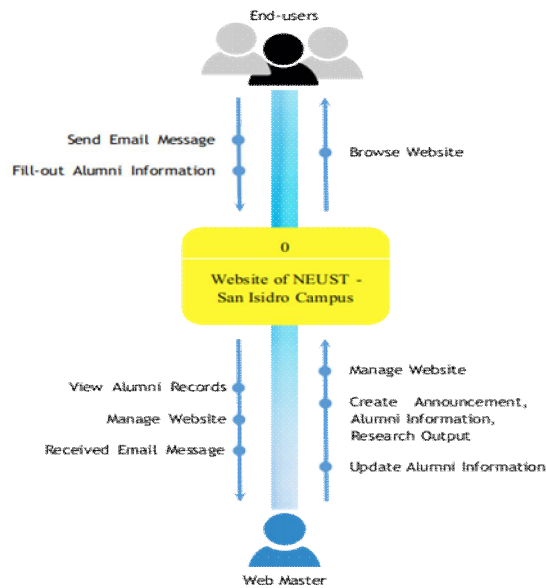 End-users
Send Email Message
Fill-out Alumni Information
Browse Website
0
Website of NEUST -
San Isidro Campus
View Alumni Records
Manage Website
Received Email Message
Manage Website
Create Announcement,
Alumni Information,
Research Output
Update Alumni Information
Web Master